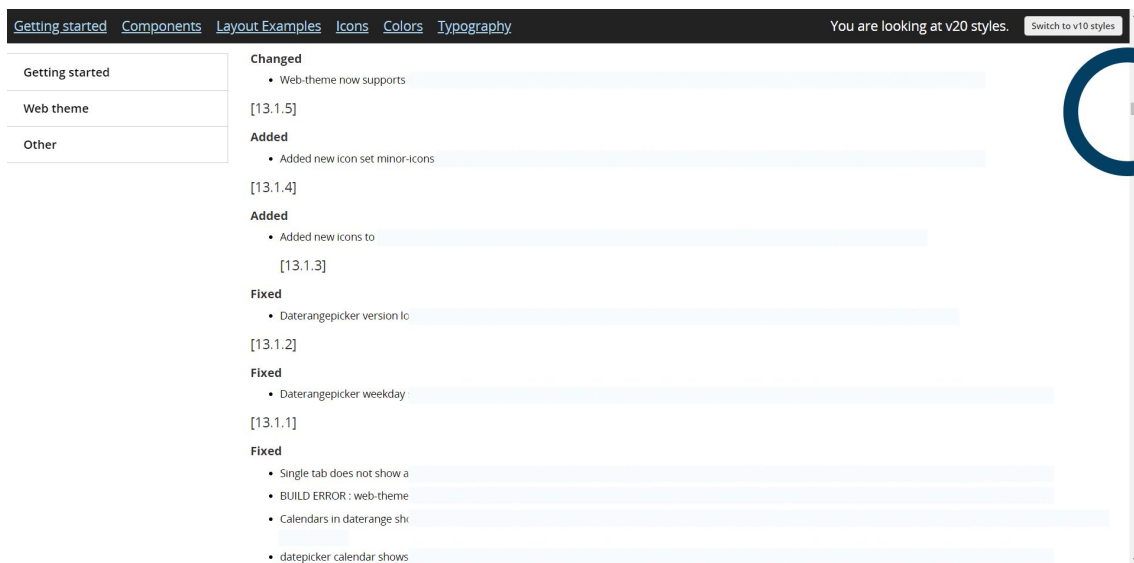 Getting started Components Layout Examples Icons Colors Typography You are looking at v20 styles. Switch to v10 styles
Getting started
Web theme
Other
Changed
• Web-theme now supports
[13.1.5]
Added
• Added new icon set minor-icons
[13.1.4]
Added
• Added new icons to
[13.1.3]
Fixed
• Daterangepicker version
[13.1.2]
Fixed
• Daterangepicker weekday
[13.1.1]
Fixed
• Single tab does not show a
• BUILD ERROR : web-theme
• Calendars in daterange
• datepicker calendar shows